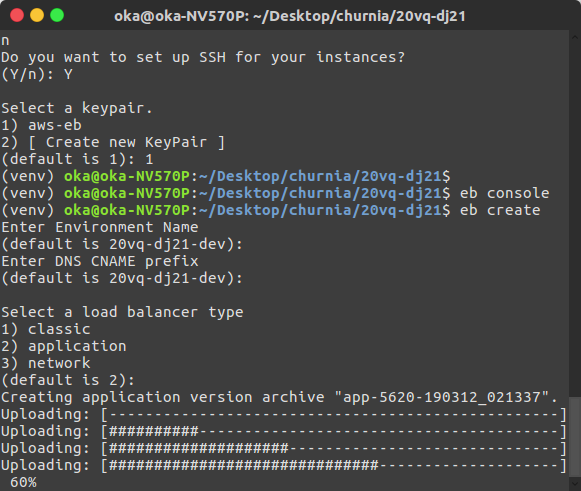 oka@oka-NV570P: ~/Desktop/churnia/20vq-dj21
n
Do you want to set up SSH for your instances?
(Y/n): Y
Select a keypair.
1) aws-eb
2) [ Create new KeyPair ]
(default is 1): 1
(venv) oka@oka-NV570P:~/Desktop/churnia/20vq-dj21$
(venv) oka@oka-NV570P:~/Desktop/churnia/20vq-dj21$ eb console
(venv) oka@oka-NV570P:~/Desktop/churnia/20vq-dj21$ eb create
Enter Environment Name
(default is 20vq-dj21-dev):
Enter DNS CNAME prefix
(default is 20vq-dj21-dev):
Select a load balancer type
1) classic
2) application
3) network
(default is 2):
Creating application version archive "app-5620-190312_021337".
Uploading: [--------------------------------------------------]
Uploading: [##########----------------------------------------]
Uploading: [####################------------------------------]
Uploading: [##############################--------------------]
60%